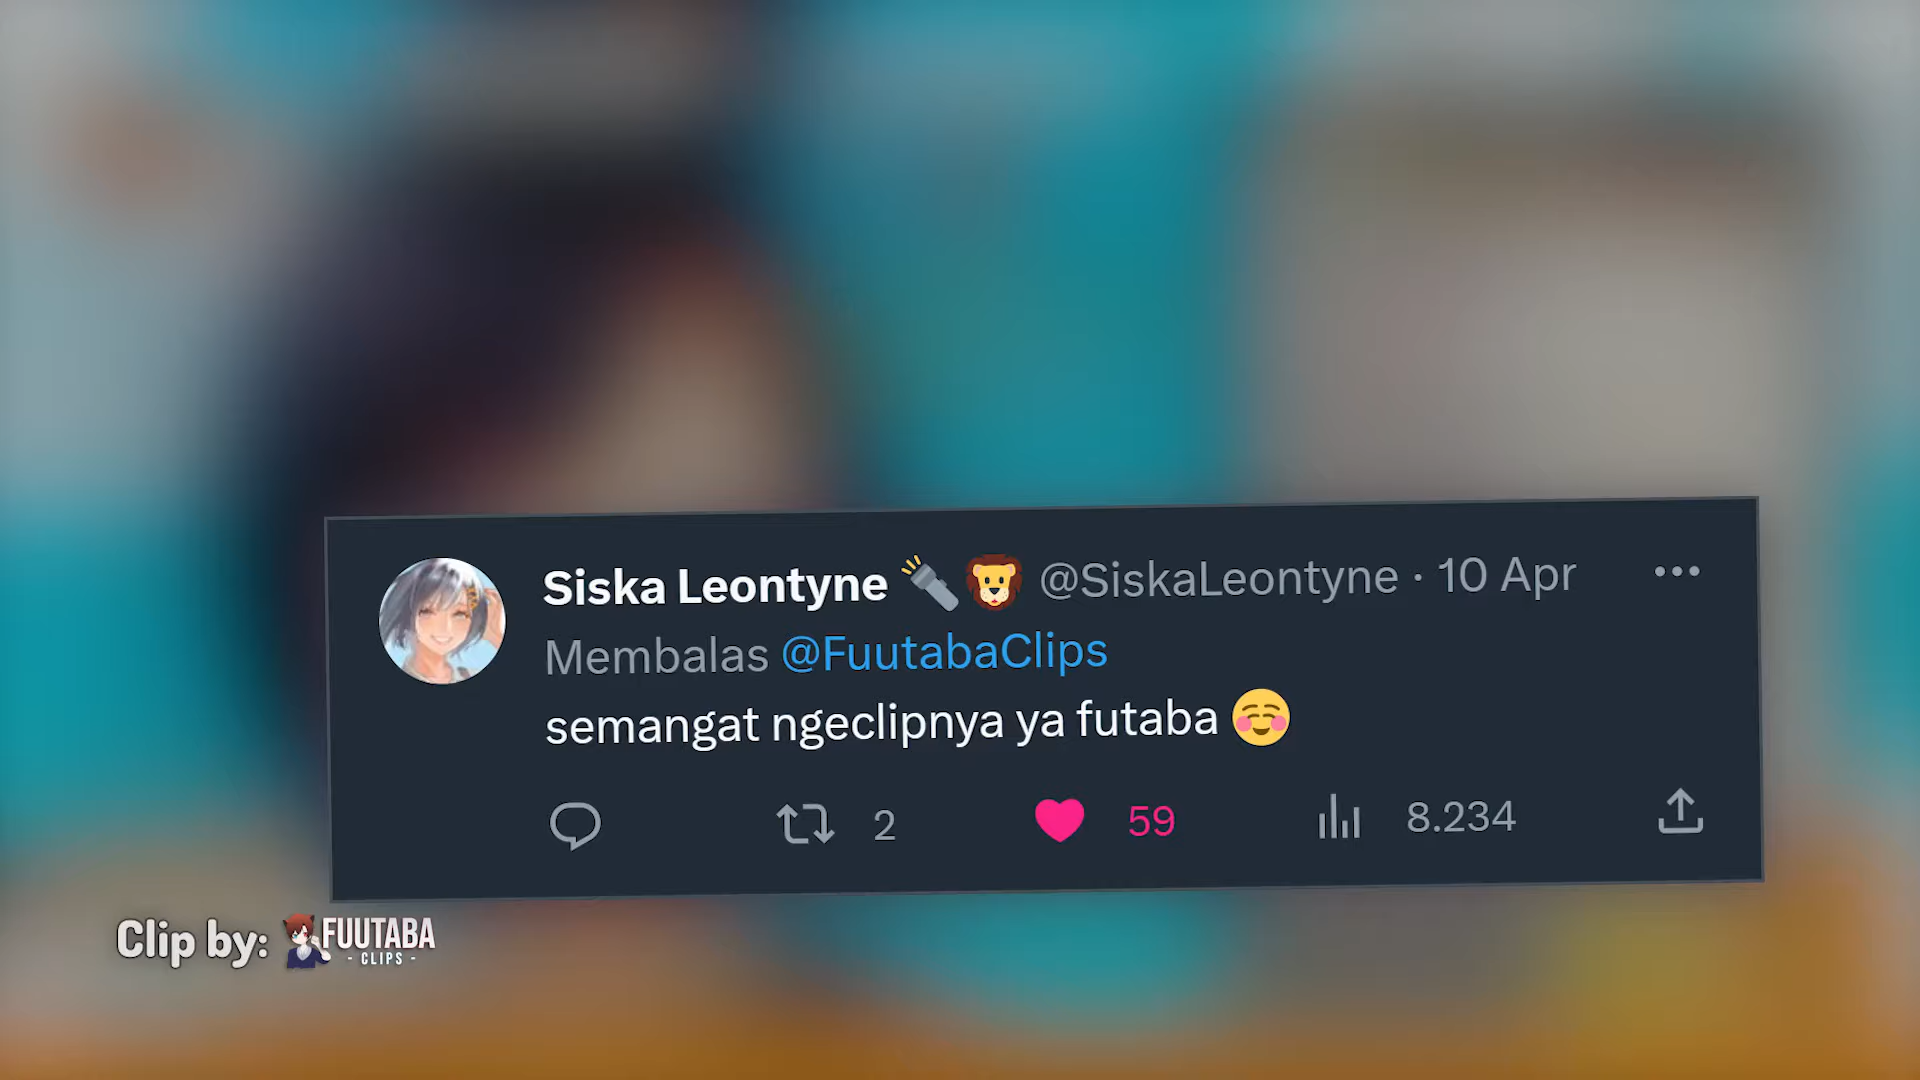 Siska Leontyne 🔦🦁 @SiskaLeontyne · 10 Apr
Membalas @FuutabaClips
semangat ngeclipnya ya futaba ☺️
2 59 8.234
Clip by: FUUTABA
- CLIPS -